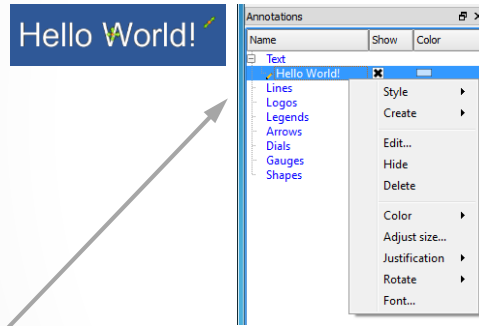 Hello World!
Annotations
Name Show Color
Text
Hello World!
Lines
Logos
Legends
Arrows
Dials
Gauges
Shapes
Style
Create
Edit...
Hide
Delete
Color
Adjust size...
Justification
Rotate
Font...